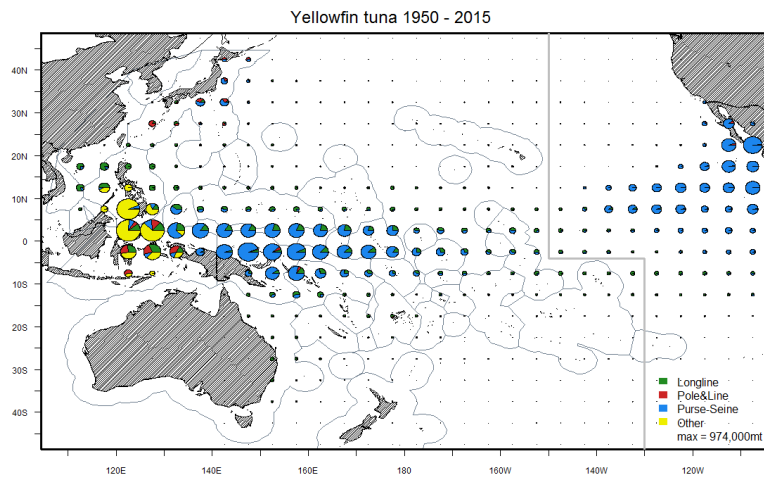 Yellowfin tuna 1950 - 2015
40N
30N
20N
10N
0
10S
20S
30S
40S
Longline
Pole&Line
Purse-Seine
Other
max = 974,000mt
120E
140E
160E
180
160W
140W
120W